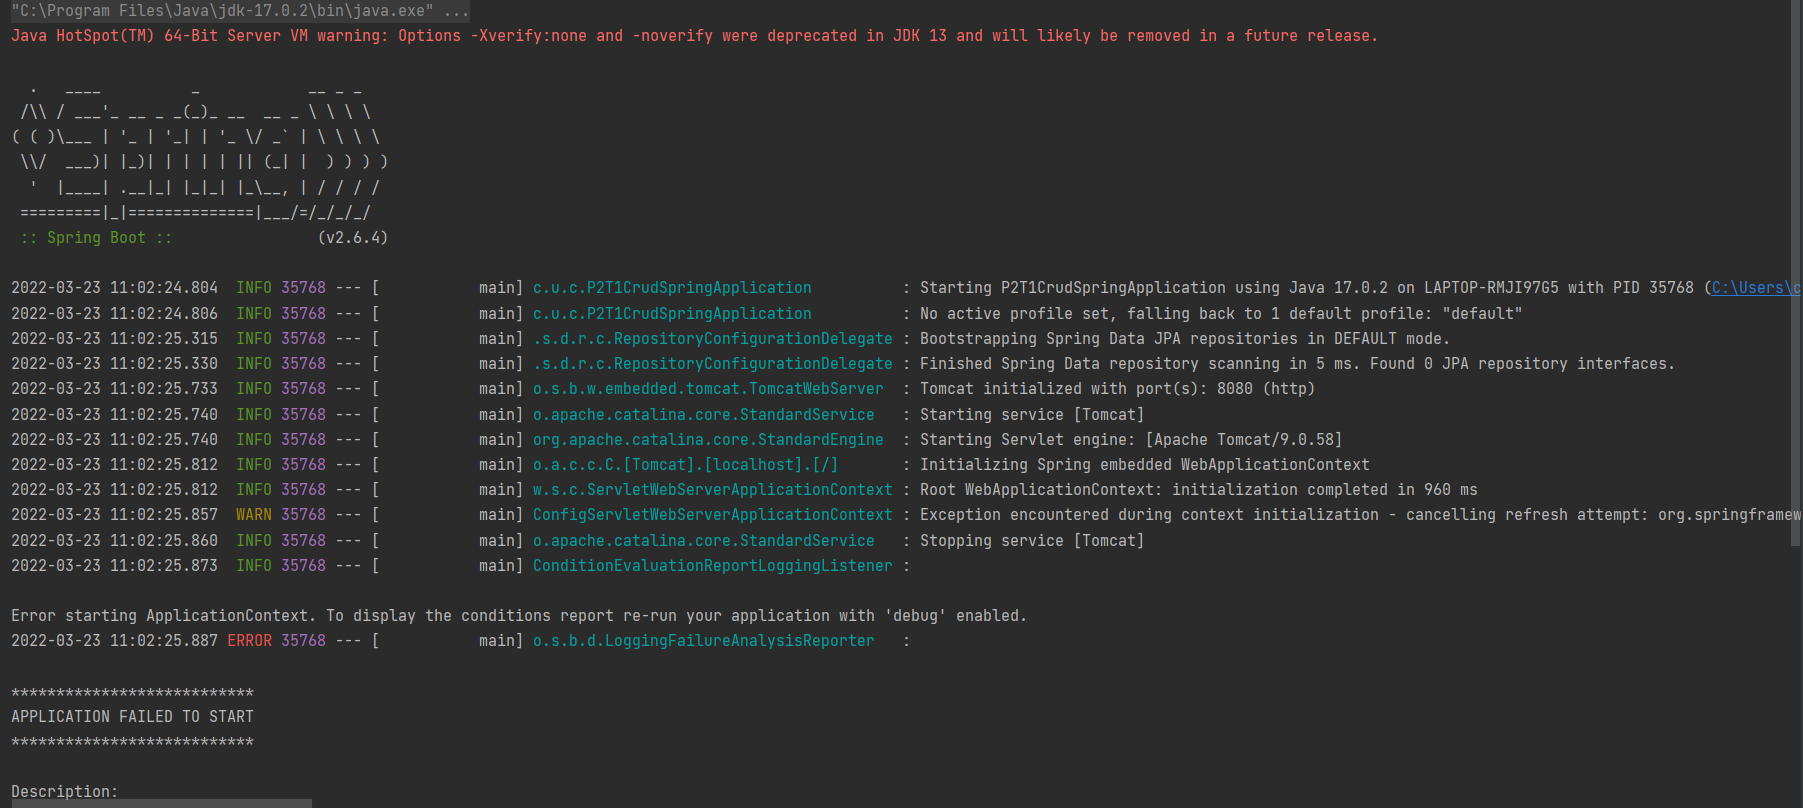 "C:\Program Files\Java\jdk-17.0.2\bin\java.exe" ...
Java HotSpot(TM) 64-Bit Server VM warning: Options -Xverify:none and -noverify were deprecated in JDK 13 and will likely be removed in a future release.

  .   ____          _            __ _ _
 /\\ / ___'_ __ _ _(_)_ __  __ _ \ \ \ \
( ( )\___ | '_ | '_| | '_ \/ _` | \ \ \ \
 \\/  ___)| |_)| | | | | || (_| |  ) ) ) )
  '  |____| .__|_| |_|_| |_\__, | / / / /
 =========|_|==============|___/=/_/_/_/
 :: Spring Boot ::                (v2.6.4)

2022-03-23 11:02:24.804  INFO 35768 --- [           main] c.u.c.P2T1CrudSpringApplication          : Starting P2T1CrudSpringApplication using Java 17.0.2 on LAPTOP-RMJI97G5 with PID 35768 (C:\Users\c
2022-03-23 11:02:24.806  INFO 35768 --- [           main] c.u.c.P2T1CrudSpringApplication          : No active profile set, falling back to 1 default profile: "default"
2022-03-23 11:02:25.315  INFO 35768 --- [           main] .s.d.r.c.RepositoryConfigurationDelegate : Bootstrapping Spring Data JPA repositories in DEFAULT mode.
2022-03-23 11:02:25.330  INFO 35768 --- [           main] .s.d.r.c.RepositoryConfigurationDelegate : Finished Spring Data repository scanning in 5 ms. Found 0 JPA repository interfaces.
2022-03-23 11:02:25.733  INFO 35768 --- [           main] o.s.b.w.embedded.tomcat.TomcatWebServer  : Tomcat initialized with port(s): 8080 (http)
2022-03-23 11:02:25.740  INFO 35768 --- [           main] o.apache.catalina.core.StandardService   : Starting service [Tomcat]
2022-03-23 11:02:25.740  INFO 35768 --- [           main] org.apache.catalina.core.StandardEngine  : Starting Servlet engine: [Apache Tomcat/9.0.58]
2022-03-23 11:02:25.812  INFO 35768 --- [           main] o.a.c.c.C.[Tomcat].[localhost].[/]       : Initializing Spring embedded WebApplicationContext
2022-03-23 11:02:25.812  INFO 35768 --- [           main] w.s.c.ServletWebServerApplicationContext : Root WebApplicationContext: initialization completed in 960 ms
2022-03-23 11:02:25.857  WARN 35768 --- [           main] ConfigServletWebServerApplicationContext : Exception encountered during context initialization - cancelling refresh attempt: org.springframew
2022-03-23 11:02:25.860  INFO 35768 --- [           main] o.apache.catalina.core.StandardService   : Stopping service [Tomcat]
2022-03-23 11:02:25.873  INFO 35768 --- [           main] ConditionEvaluationReportLoggingListener :

Error starting ApplicationContext. To display the conditions report re-run your application with 'debug' enabled.
2022-03-23 11:02:25.887 ERROR 35768 --- [           main] o.s.b.d.LoggingFailureAnalysisReporter   :

***************************
APPLICATION FAILED TO START
***************************

Description: